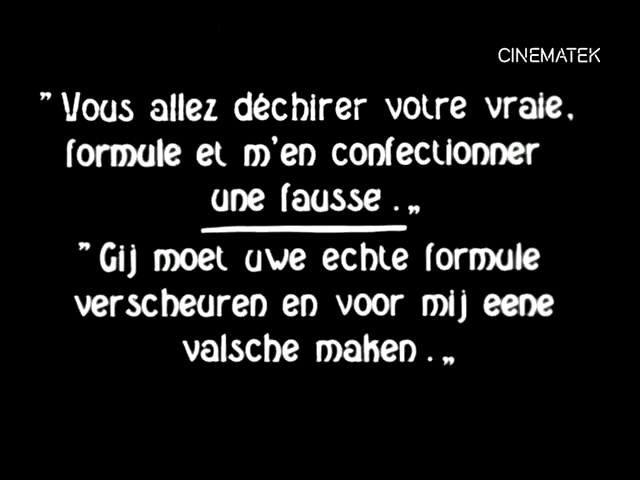 CINEMATEK
"Vous allez déchirer votre vraie.
formule et m'en confectionner
une fausse . „
"Gij moet uwe echte formule
verscheuren en voor mij eene
valsche maken . „